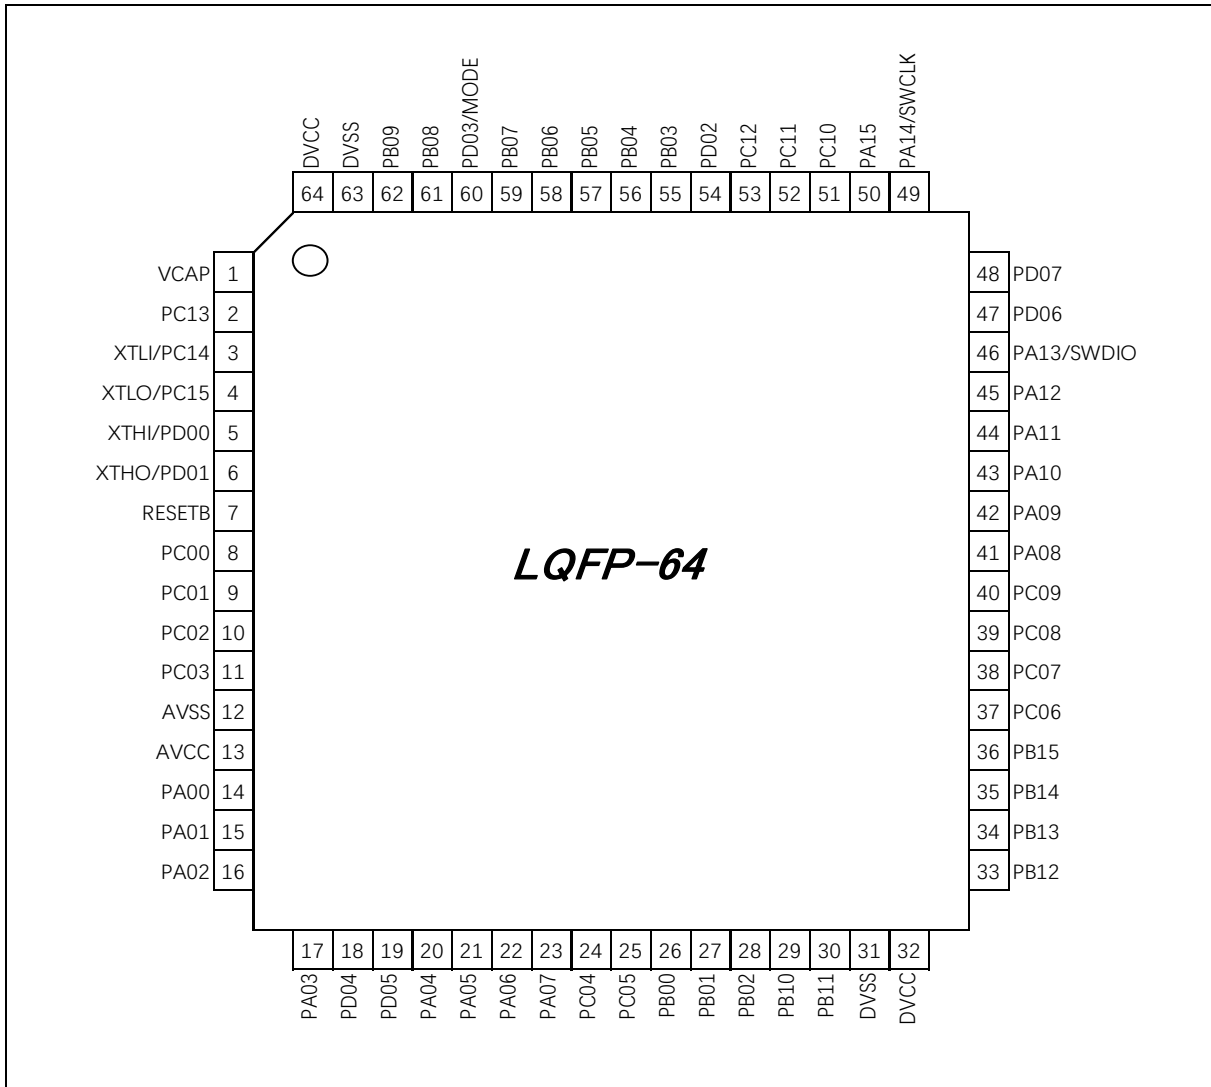 DVCC DVSS PB09 PB08 PD03/MODE PB07 PB06 PB05 PB04 PB03 PD02 PC12 PC11 PC10 PA15 PA14/SWCLK
64 63 62 61 60 59 58 57 56 55 54 53 52 51 50 49
VCAP 1
PC13 2
XTLI/PC14 3
XTLO/PC15 4
XTHI/PD00 5
XTHO/PD01 6
RESETB 7
PC00 8
PC01 9
PC02 10
PC03 11
AVSS 12
AVCC 13
PA00 14
PA01 15
PA02 16
LQFP-64
48 PD07
47 PD06
46 PA13/SWDIO
45 PA12
44 PA11
43 PA10
42 PA09
41 PA08
40 PC09
39 PC08
38 PC07
37 PC06
36 PB15
35 PB14
34 PB13
33 PB12
17 18 19 20 21 22 23 24 25 26 27 28 29 30 31 32
PA03 PD04 PD05 PA04 PA05 PA06 PA07 PC04 PC05 PB00 PB01 PB02 PB10 PB11 DVSS DVCC